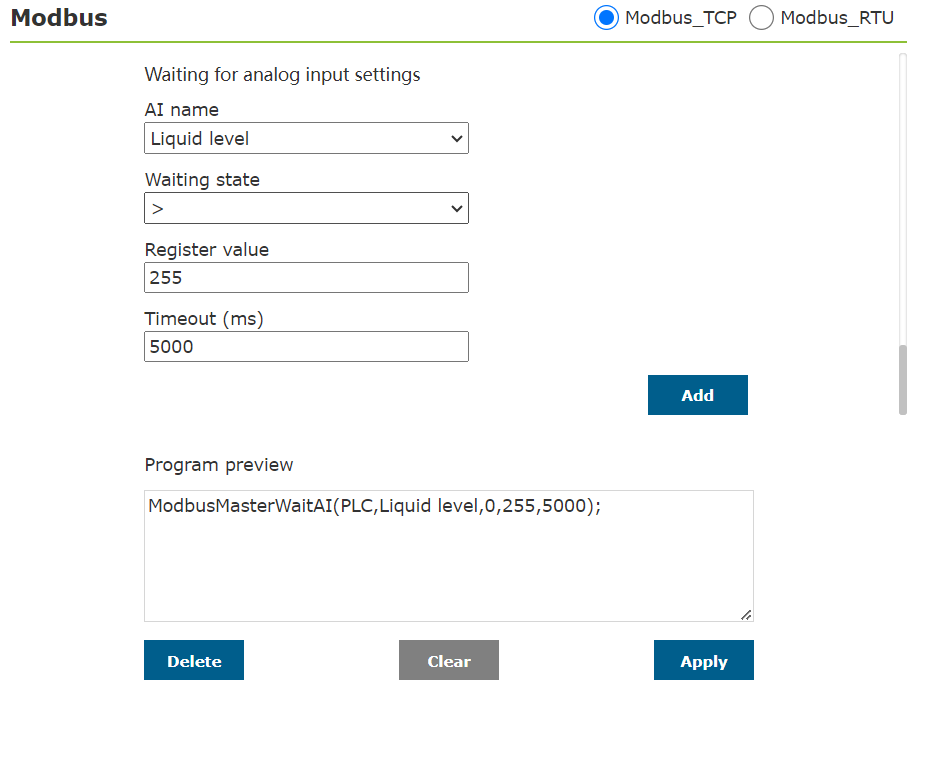 Modbus
Modbus_TCP Modbus_RTU
Waiting for analog input settings
AI name
Liquid level
Waiting state
>
Register value
255
Timeout (ms)
5000
Add
Program preview
ModbusMasterWaitAI(PLC,Liquid level,0,255,5000);
Delete Clear Apply